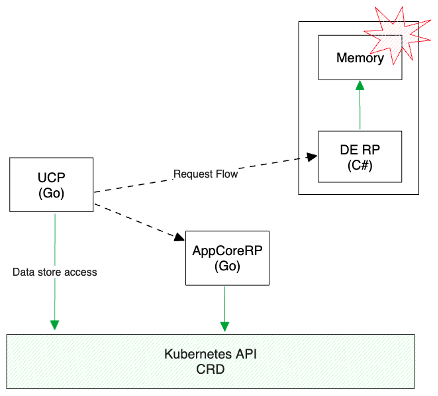 Memory
DE RP
(C#)
Request Flow
UCP
(Go)
AppCoreRP
(Go)
Data store access
Kubernetes API
CRD